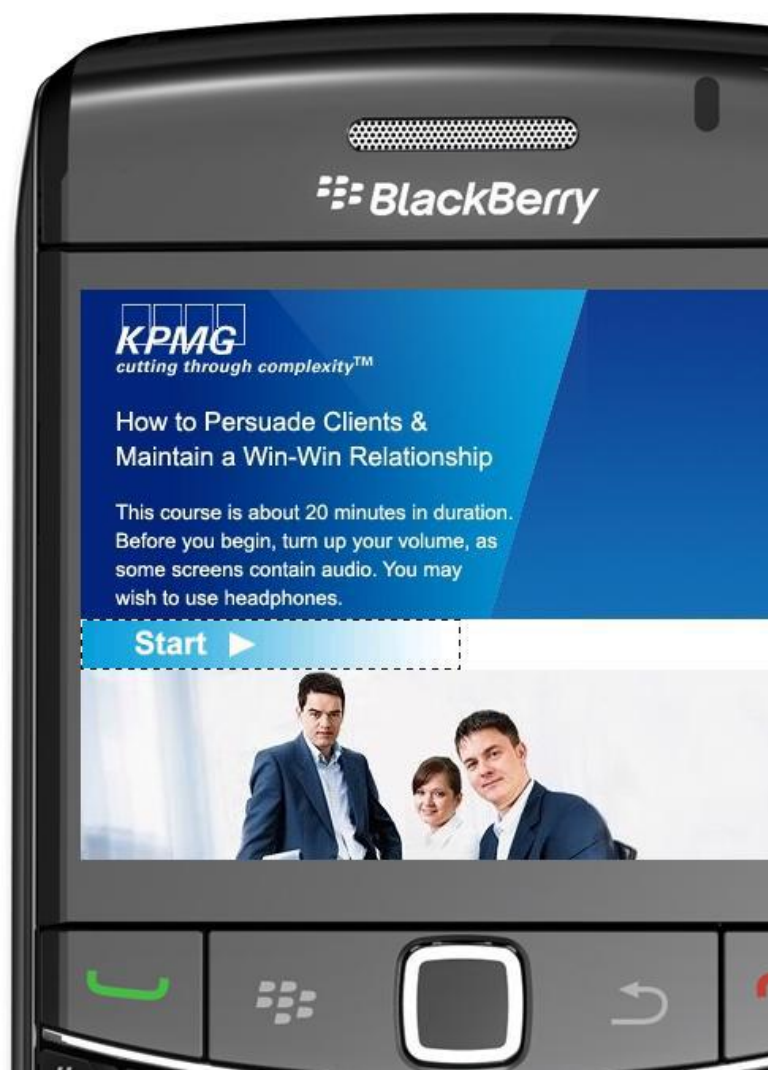 BlackBerry
KPMG
cutting through complexity™
How to Persuade Clients &
Maintain a Win-Win Relationship
This course is about 20 minutes in duration.
Before you begin, turn up your volume, as
some screens contain audio. You may
wish to use headphones.
Start